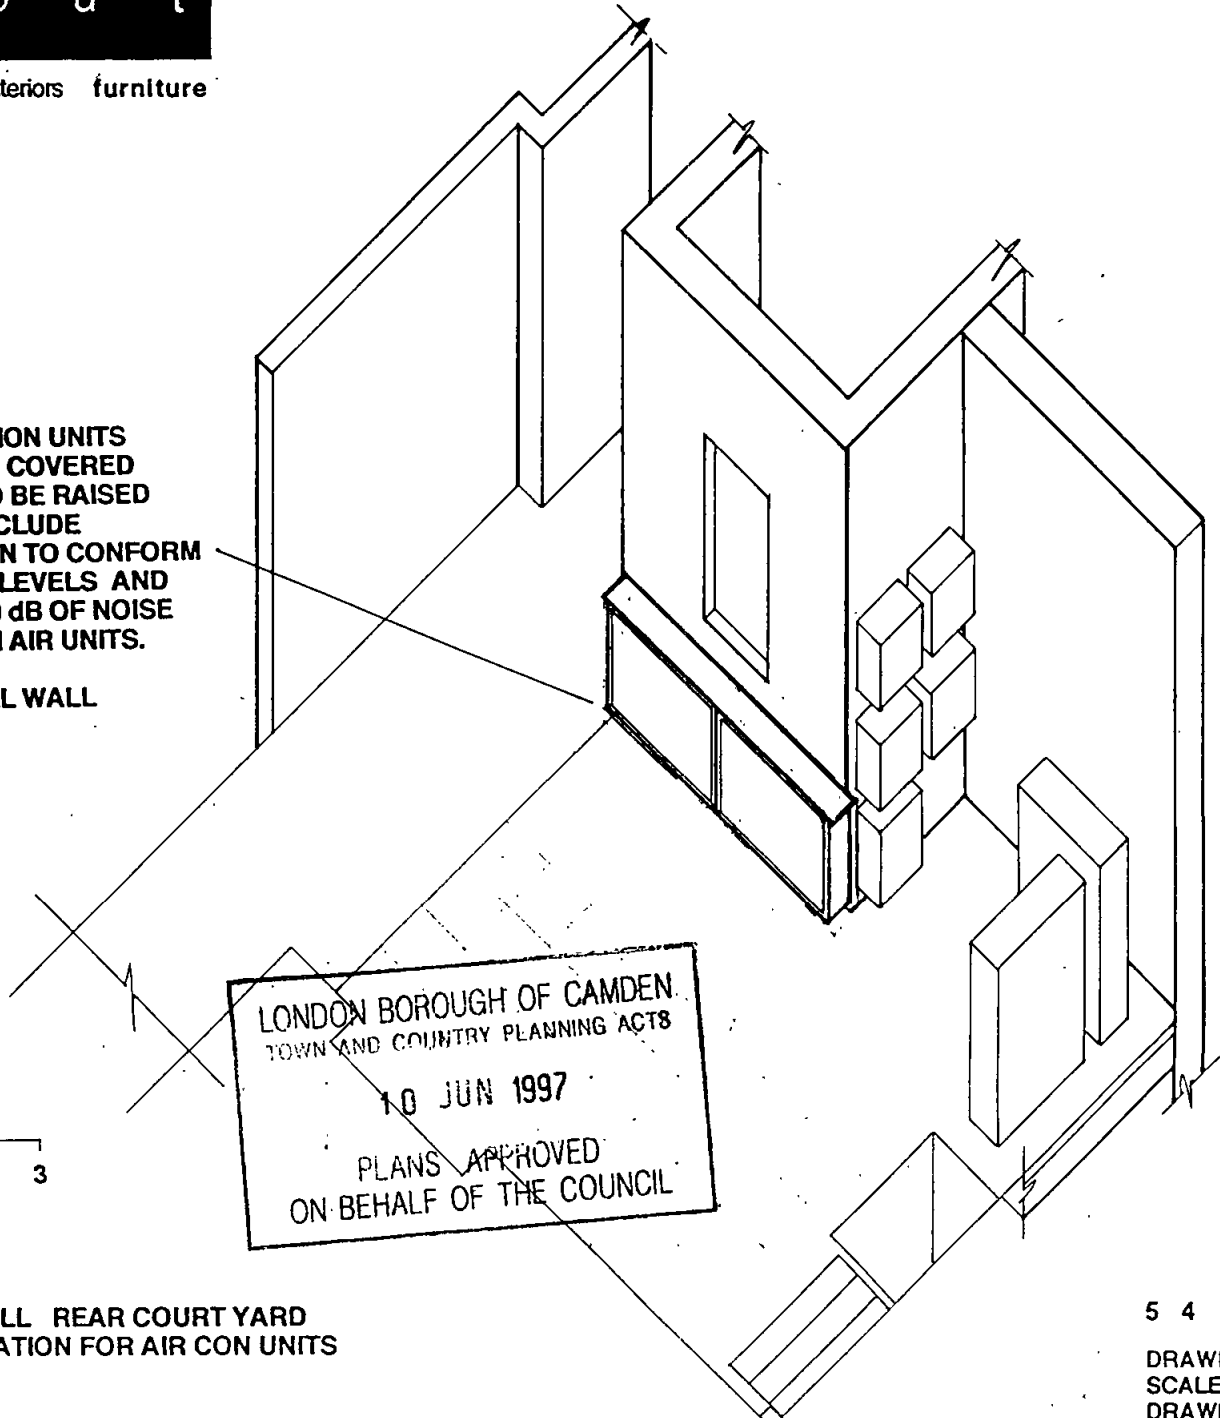 u t
teriors furniture
ION UNITS
COVERED
BE RAISED
CLUDE
N TO CONFORM
LEVELS AND
dB OF NOISE
AIR UNITS.
L WALL
LONDON BOROUGH OF CAMDEN
TOWN AND COUNTRY PLANNING ACTS
10 JUN 1997
PLANS APPROVED
ON BEHALF OF THE COUNCIL
3
LL REAR COURT YARD
ATION FOR AIR CON UNITS
5 4
DRAWI
SCALE
DRAWI